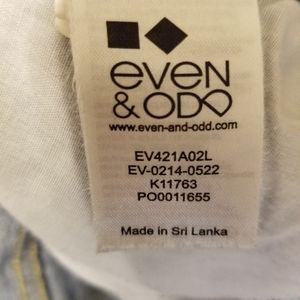 even
& ODD
www.even-and-odd.com
EV421A02L
EV-0214-0522
K11763
PO0011655
Made in Sri Lanka